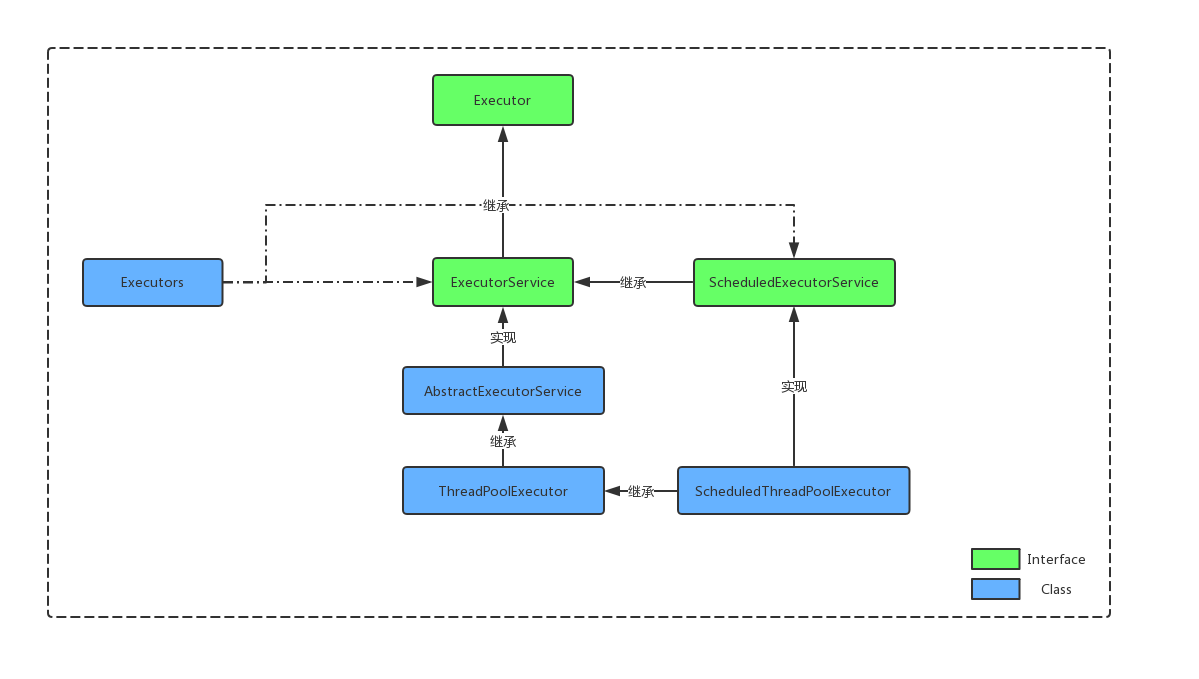 Executor
继承
Executors
ExecutorService
继承
ScheduledExecutorService
实现
实现
AbstractExecutorService
继承
ThreadPoolExecutor
继承
ScheduledThreadPoolExecutor
Interface
Class